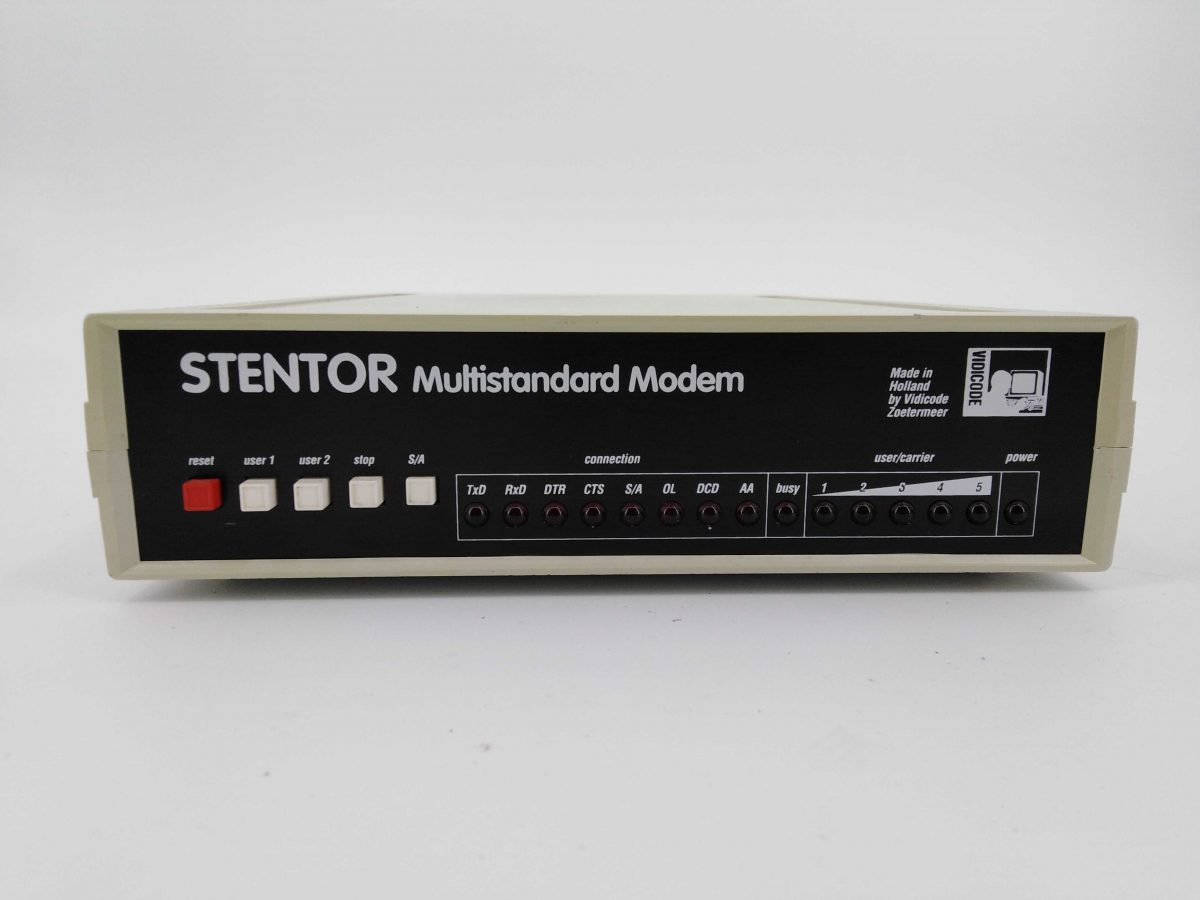 STENTOR Multistandard Modem
Made in
Holland
by Vidicode
Zoetermeer
VIDICODE
reset user 1 user 2 stop S/A
connection
user/carrier
power
TxD RxD DTR CTS S/A OL DCD AA busy 1 2 3 4 5